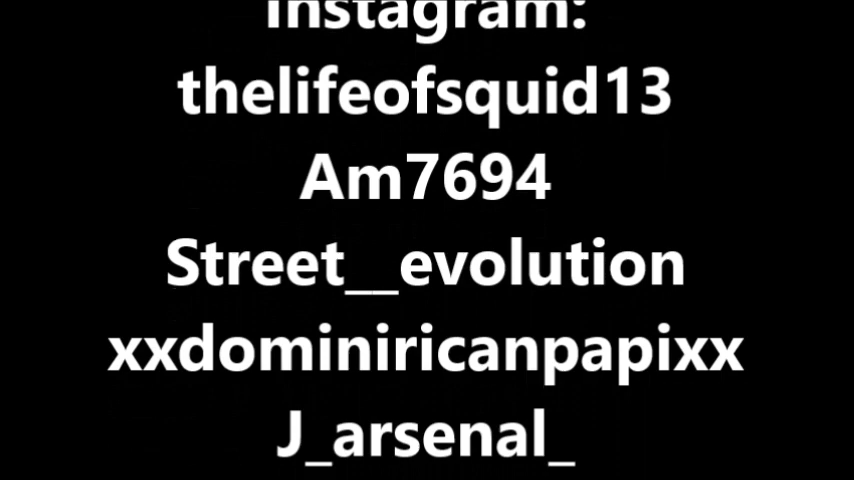 Instagram:
thelifeofsquid13
Am7694
Street__evolution
xxdominiricanpapixx
J_arsenal_